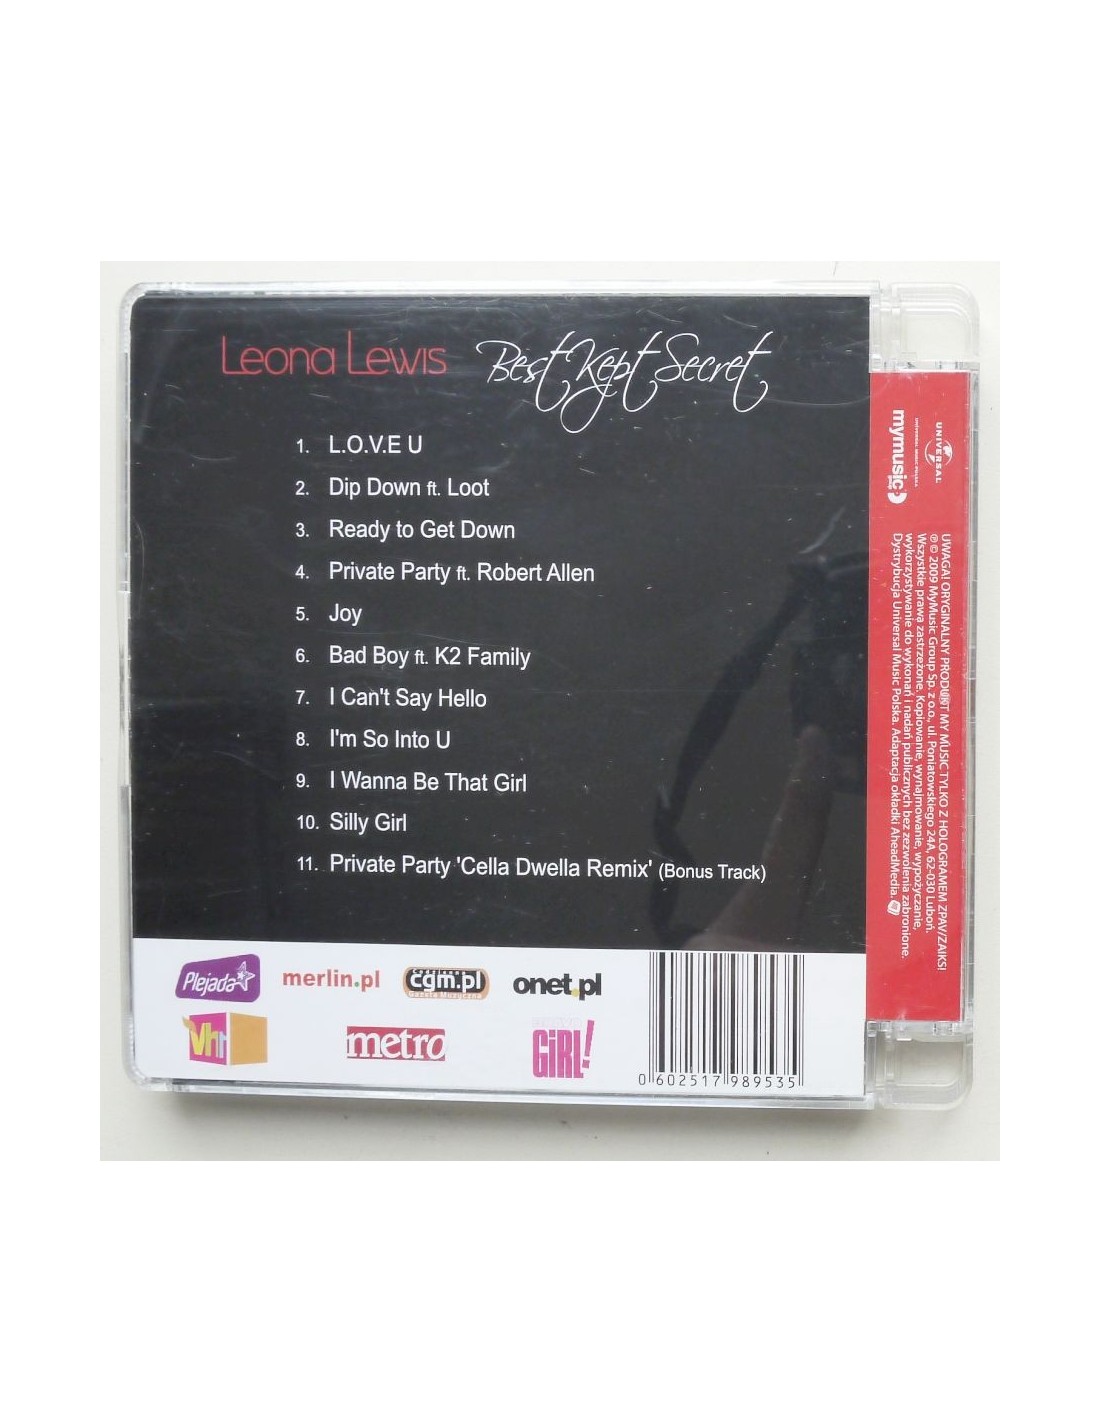 Leona Lewis Best Kept Secret
1. L.O.V.E U
2. Dip Down ft. Loot
3. Ready to Get Down
4. Private Party ft. Robert Allen
5. Joy
6. Bad Boy ft. K2 Family
7. I Can't Say Hello
8. I'm So Into U
9. I Wanna Be That Girl
10. Silly Girl
11. Private Party 'Cella Dwella Remix' (Bonus Track)
Plejada
merlin.pl
cgm.pl
onet.pl
Vh1
metro
GiRL!
0 602517 989535
UNIVERSAL
UNIVERSAL MUSIC POLSKA
mymusic
UWAGA! ORYGINALNY PRODUKT MY MUSIC TYLKO Z HOLOGRAMEM ZPAV/ZAIKS!
℗ © 2009 MyMusic Group Sp. z o.o., ul. Poniatowskiego 24A, 62-030 Luboń.
Wszystkie prawa zastrzeżone. Kopiowanie, wynajmowanie, wypożyczanie,
wykorzystywanie do wykonań i nadań publicznych bez zezwolenia zabronione.
Dystrybucja Universal Music Polska. Adaptacja okładki AheadMedia.